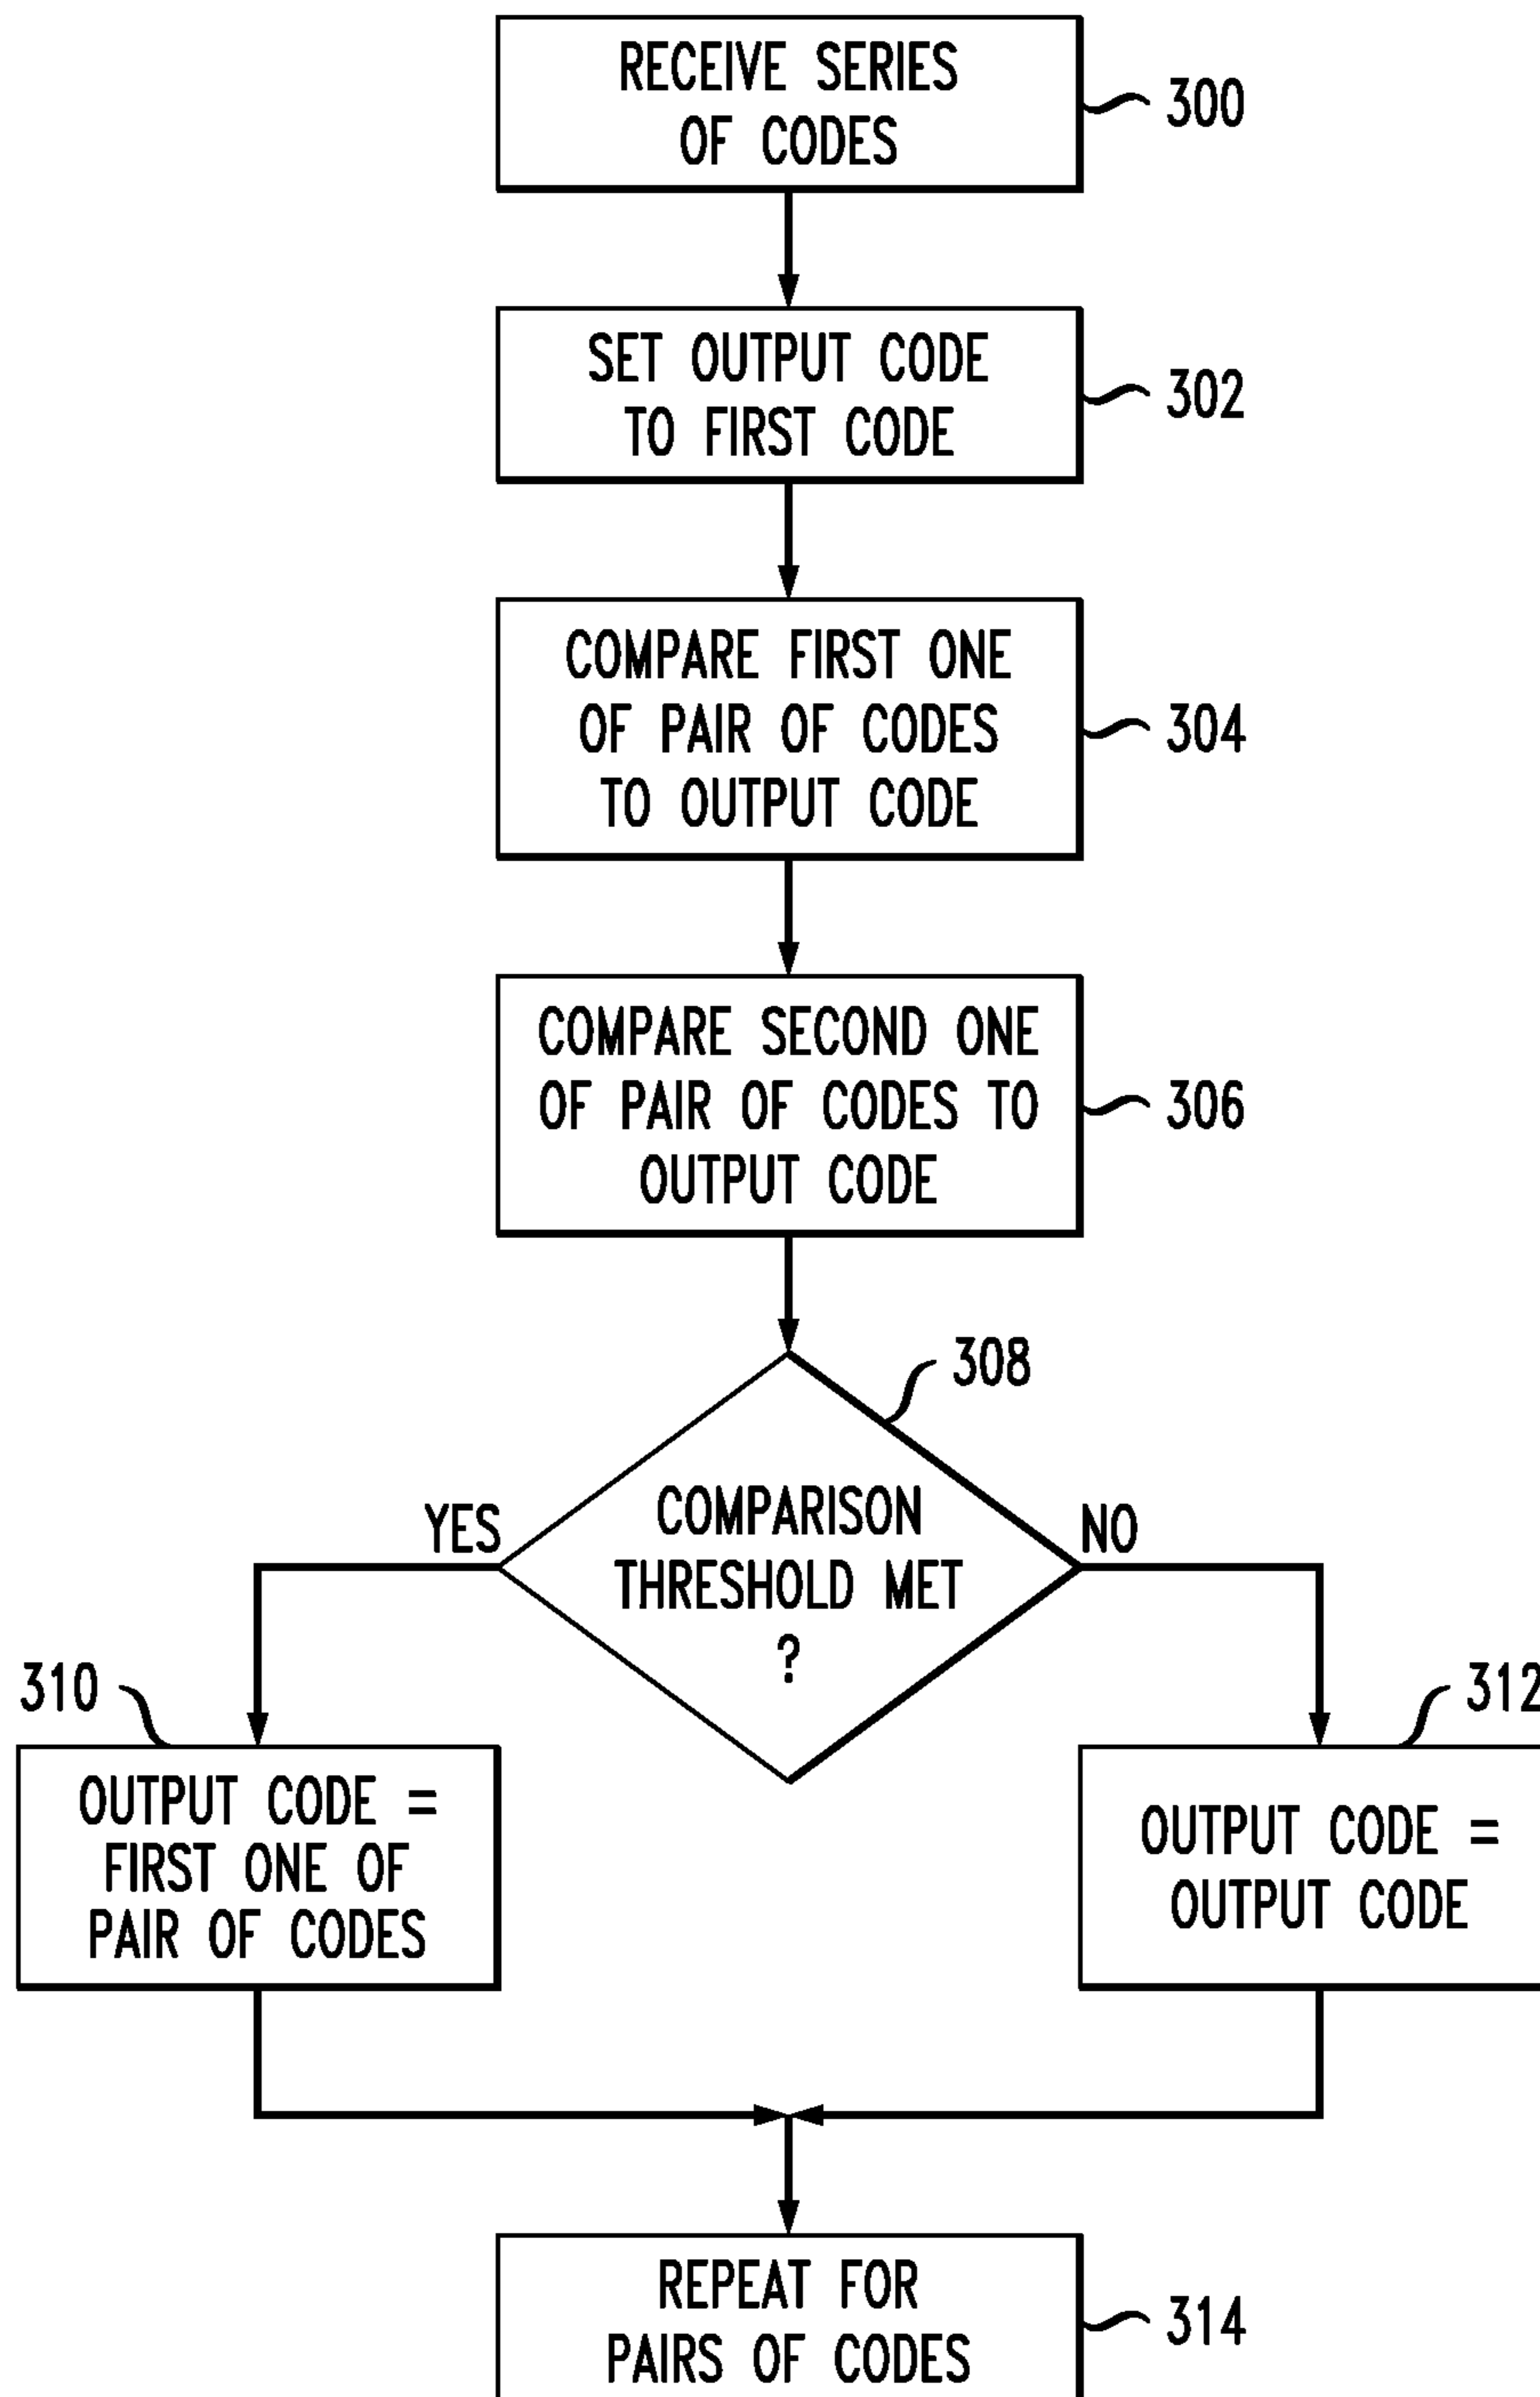 RECEIVE SERIES
OF CODES
300
SET OUTPUT CODE
TO FIRST CODE
302
COMPARE FIRST ONE
OF PAIR OF CODES
TO OUTPUT CODE
304
COMPARE SECOND ONE
OF PAIR OF CODES TO
OUTPUT CODE
306
308
COMPARISON
THRESHOLD MET
?
YES
NO
310
OUTPUT CODE =
FIRST ONE OF
PAIR OF CODES
312
OUTPUT CODE =
OUTPUT CODE
REPEAT FOR
PAIRS OF CODES
314